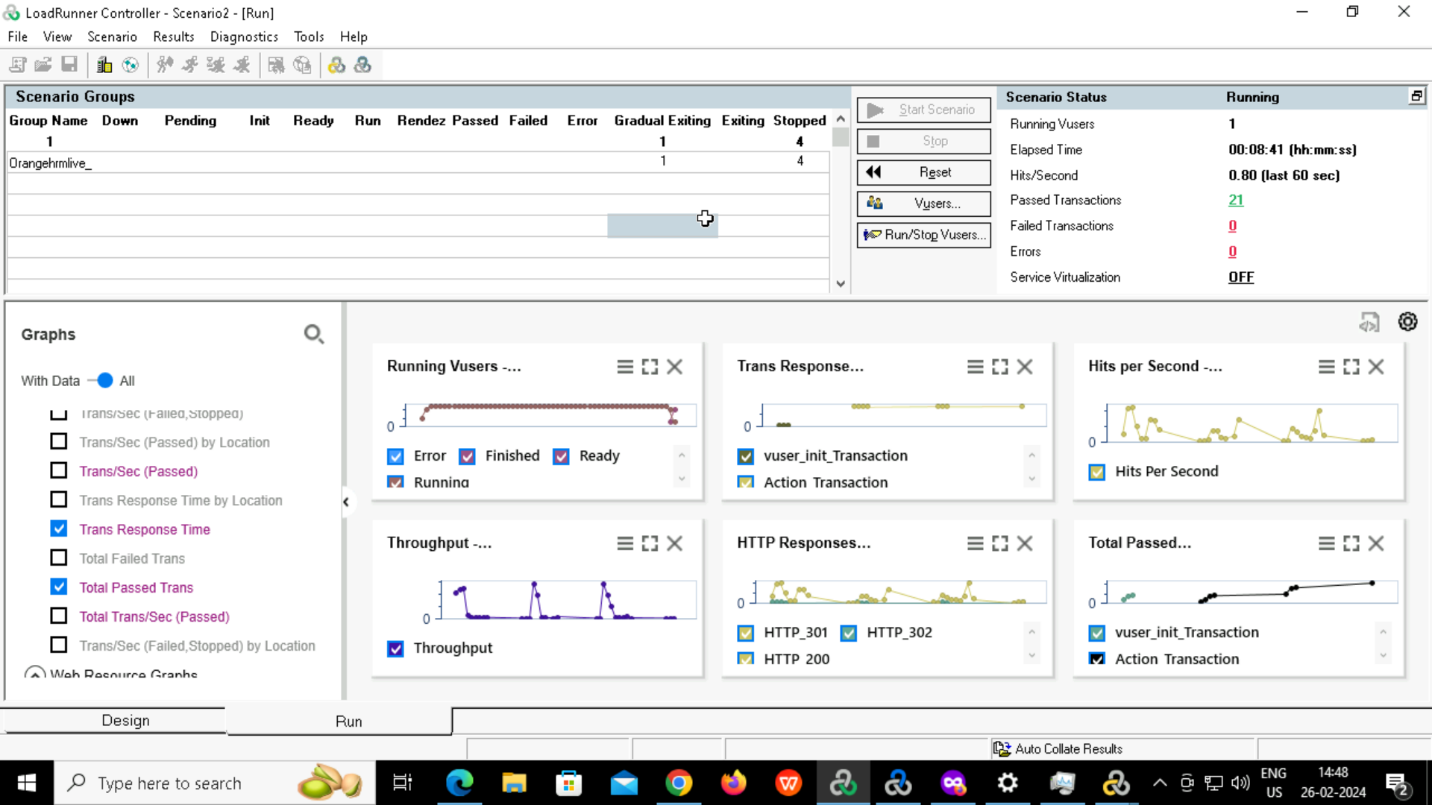 LoadRunner Controller - Scenario2 - [Run]
File View Scenario Results Diagnostics Tools Help
Scenario Groups
Group Name Down Pending Init Ready Run Rendez Passed Failed Error Gradual Exiting Exiting Stopped
1 1 4
Orangehrmlive_ 1 4
Start Scenario
Stop
Reset
Vusers...
Run/Stop Vusers...
Scenario Status Running
Running Vusers 1
Elapsed Time 00:08:41 (hh:mm:ss)
Hits/Second 0.80 (last 60 sec)
Passed Transactions 21
Failed Transactions 0
Errors 0
Service Virtualization OFF
Graphs
With Data All
Trans/Sec (Failed,Stopped)
Trans/Sec (Passed) by Location
Trans/Sec (Passed)
Trans Response Time by Location
Trans Response Time
Total Failed Trans
Total Passed Trans
Total Trans/Sec (Passed)
Trans/Sec (Failed,Stopped) by Location
Web Resource Graphs
Running Vusers -...
0
Error Finished Ready
Running
Trans Response...
0
vuser_init_Transaction
Action_Transaction
Hits per Second -...
0
Hits Per Second
Throughput -...
0
Throughput
HTTP Responses...
0
HTTP_301 HTTP_302
HTTP_200
Total Passed...
0
vuser_init_Transaction
Action_Transaction
Design Run
Auto Collate Results
Type here to search
ENG
US
14:48
26-02-2024
2